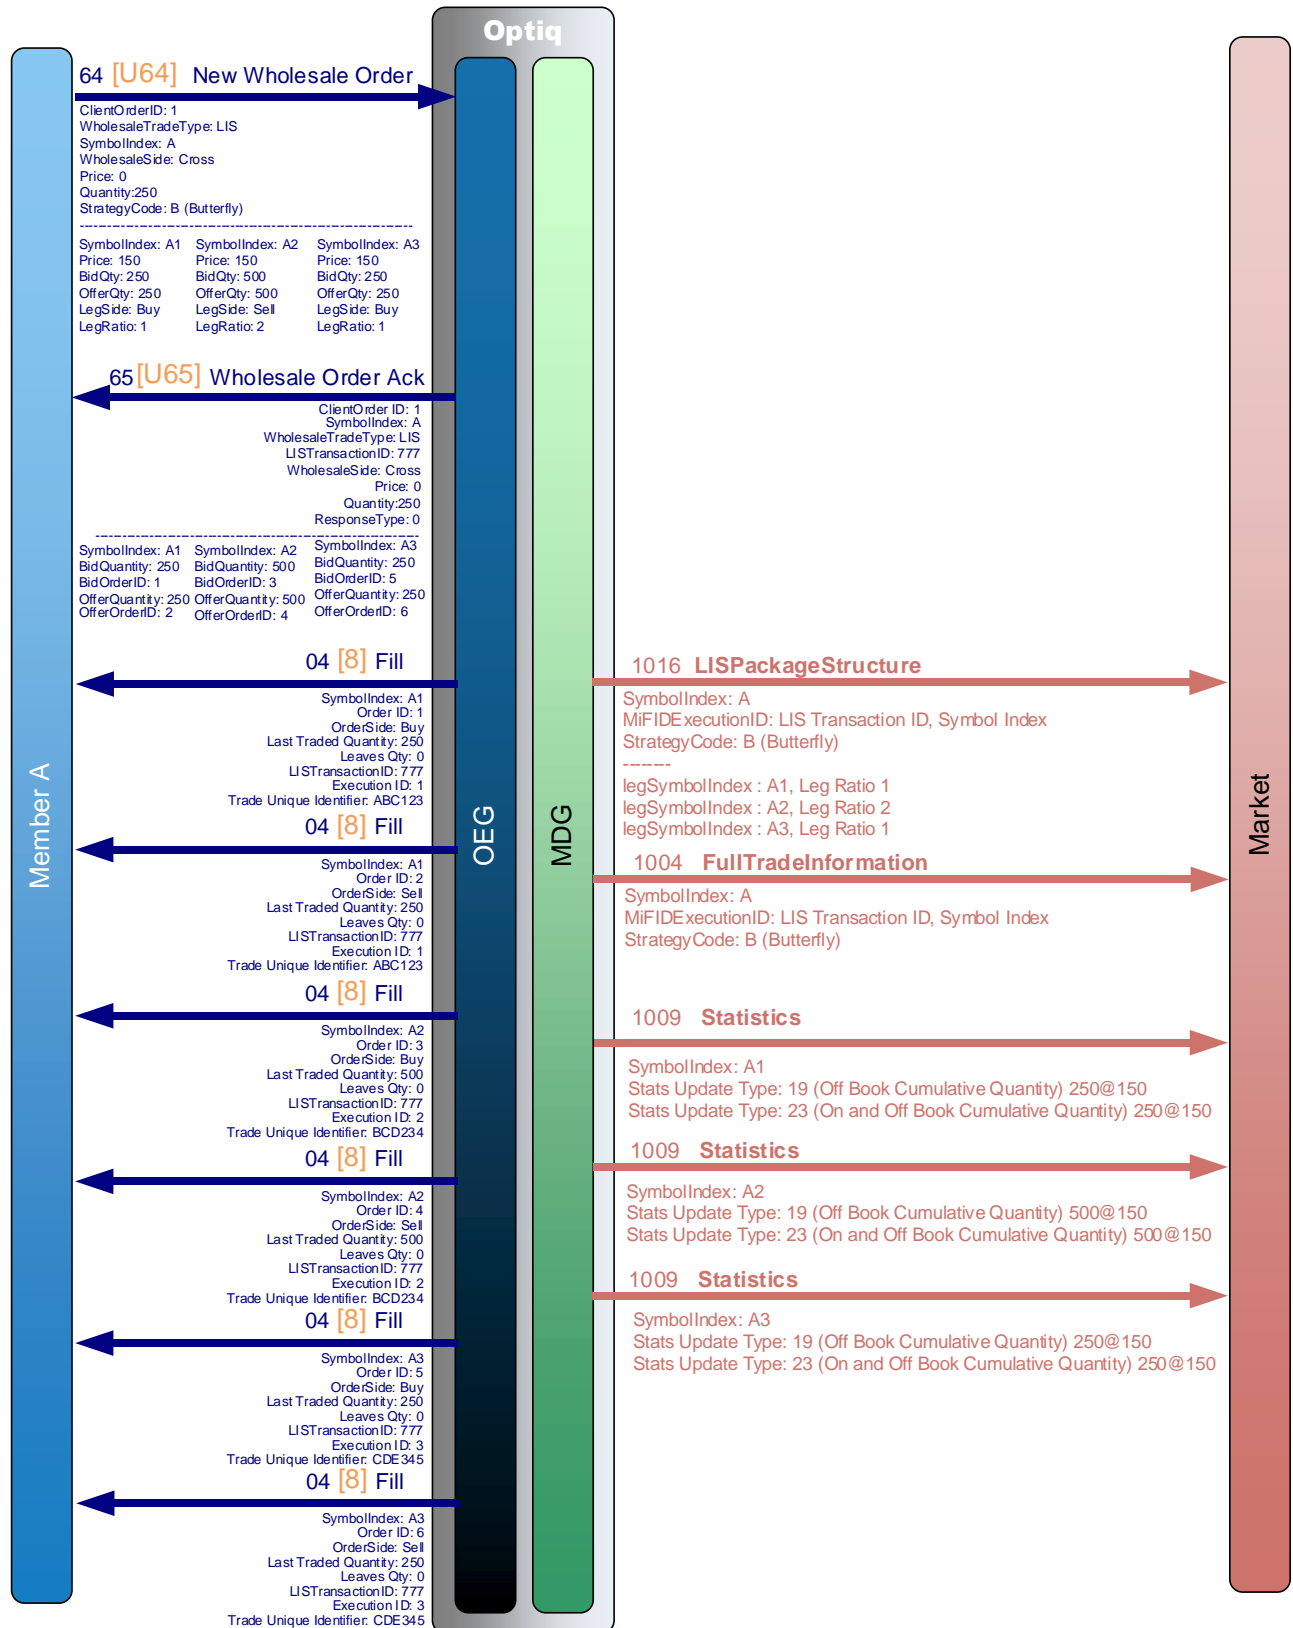 Optiq
64 [U64] New Wholesale Order
ClientOrderID: 1
WholesaleTradeType: LIS
SymbolIndex: A
WholesaleSide: Cross
Price: 0
Quantity:250
StrategyCode: B (Butterfly)
--------------------------------------------------------------------------
SymbolIndex: A1 SymbolIndex: A2 SymbolIndex: A3
Price: 150 Price: 150 Price: 150
BidQty: 250 BidQty: 500 BidQty: 250
OfferQty: 250 OfferQty: 500 OfferQty: 250
LegSide: Buy LegSide: Sell LegSide: Buy
LegRatio: 1 LegRatio: 2 LegRatio: 1
65 [U65] Wholesale Order Ack
ClientOrder ID: 1
SymbolIndex: A
WholesaleTradeType: LIS
LISTransactionID: 777
WholesaleSide: Cross
Price: 0
Quantity:250
ResponseType: 0
------------------------------------------------------------------------
SymbolIndex: A1 SymbolIndex: A2 SymbolIndex: A3
BidQuantity: 250 BidQuantity: 500 BidQuantity: 250
BidOrderID: 1 BidOrderID: 3 BidOrderID: 5
OfferQuantity: 250 OfferQuantity: 500 OfferQuantity: 250
OfferOrderID: 2 OfferOrderID: 4 OfferOrderID: 6
04 [8] Fill
SymbolIndex: A1
Order ID: 1
OrderSide: Buy
Last Traded Quantity: 250
Leaves Qty: 0
LISTransactionID: 777
Execution ID: 1
Trade Unique Identifier: ABC123
04 [8] Fill
SymbolIndex: A1
Order ID: 2
OrderSide: Sell
Last Traded Quantity: 250
Leaves Qty: 0
LISTransactionID: 777
Execution ID: 1
Trade Unique Identifier: ABC123
04 [8] Fill
SymbolIndex: A2
Order ID: 3
OrderSide: Buy
Last Traded Quantity: 500
Leaves Qty: 0
LISTransactionID: 777
Execution ID: 2
Trade Unique Identifier: BCD234
04 [8] Fill
SymbolIndex: A2
Order ID: 4
OrderSide: Sell
Last Traded Quantity: 500
Leaves Qty: 0
LISTransactionID: 777
Execution ID: 2
Trade Unique Identifier: BCD234
04 [8] Fill
SymbolIndex: A3
Order ID: 5
OrderSide: Buy
Last Traded Quantity: 250
Leaves Qty: 0
LISTransactionID: 777
Execution ID: 3
Trade Unique Identifier: CDE345
04 [8] Fill
SymbolIndex: A3
Order ID: 6
OrderSide: Sell
Last Traded Quantity: 250
Leaves Qty: 0
LISTransactionID: 777
Execution ID: 3
Trade Unique Identifier: CDE345
Member A
OEG
MDG
1016 LISPackageStructure
SymbolIndex: A
MiFIDExecutionID: LIS Transaction ID, Symbol Index
StrategyCode: B (Butterfly)
--------
legSymbolIndex : A1, Leg Ratio 1
legSymbolIndex : A2, Leg Ratio 2
legSymbolIndex : A3, Leg Ratio 1
1004 FullTradeInformation
SymbolIndex: A
MiFIDExecutionID: LIS Transaction ID, Symbol Index
StrategyCode: B (Butterfly)
1009 Statistics
SymbolIndex: A1
Stats Update Type: 19 (Off Book Cumulative Quantity) 250@150
Stats Update Type: 23 (On and Off Book Cumulative Quantity) 250@150
1009 Statistics
SymbolIndex: A2
Stats Update Type: 19 (Off Book Cumulative Quantity) 500@150
Stats Update Type: 23 (On and Off Book Cumulative Quantity) 500@150
1009 Statistics
SymbolIndex: A3
Stats Update Type: 19 (Off Book Cumulative Quantity) 250@150
Stats Update Type: 23 (On and Off Book Cumulative Quantity) 250@150
Market